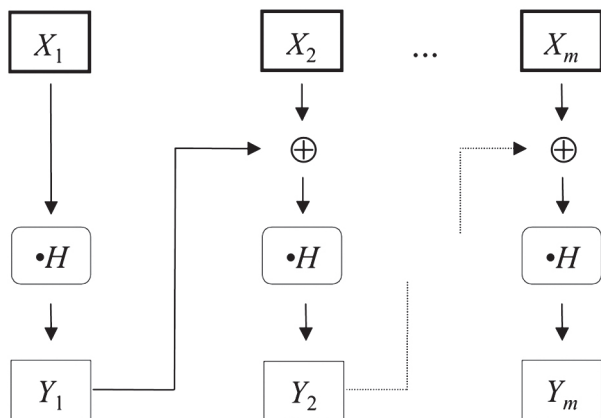 X₁ X₂ ... Xₘ
⊕ ⊕
•H •H •H
Y₁ Y₂ Yₘ